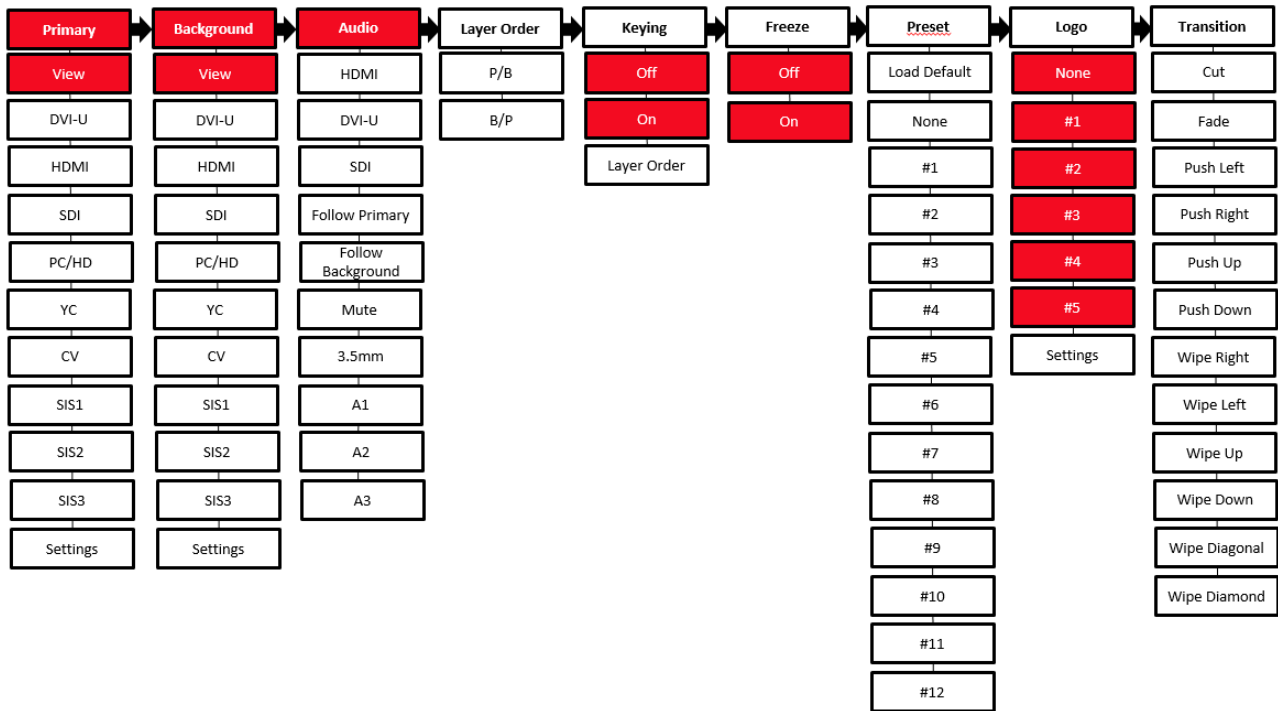 Primary
Background
Audio
Layer Order
Keying
Freeze
Preset
Logo
Transition
View
DVI-U
HDMI
SDI
PC/HD
YC
CV
SIS1
SIS2
SIS3
Settings
View
DVI-U
HDMI
SDI
PC/HD
YC
CV
SIS1
SIS2
SIS3
Settings
HDMI
DVI-U
SDI
Follow Primary
Follow
Background
Mute
3.5mm
A1
A2
A3
P/B
B/P
Off
On
Layer Order
Off
On
Load Default
None
#1
#2
#3
#4
#5
#6
#7
#8
#9
#10
#11
#12
None
#1
#2
#3
#4
#5
Settings
Cut
Fade
Push Left
Push Right
Push Up
Push Down
Wipe Right
Wipe Left
Wipe Up
Wipe Down
Wipe Diagonal
Wipe Diamond